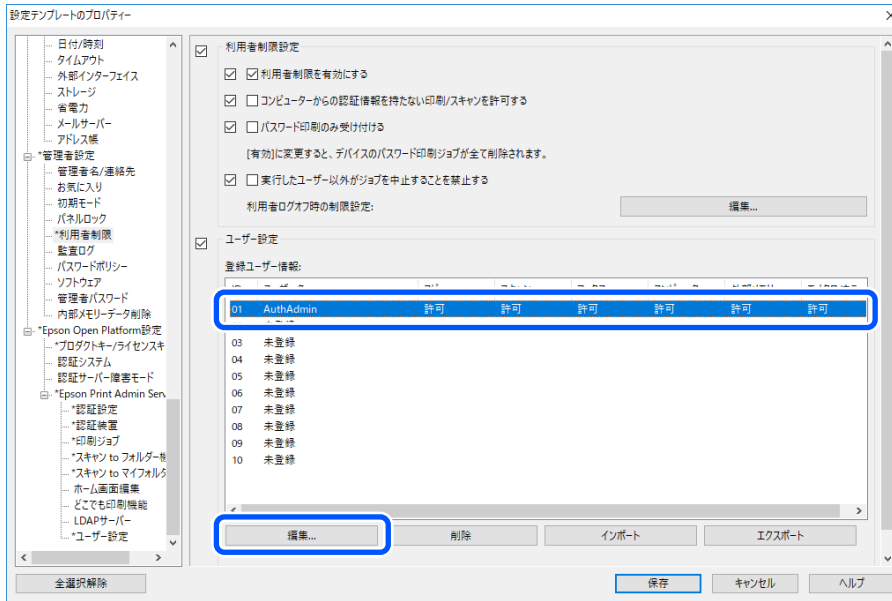 設定テンプレートのプロパティー
日付/時刻
タイムアウト
外部インターフェイス
ストレージ
省電力
メールサーバー
アドレス帳
*管理者設定
管理者名/連絡先
お気に入り
初期モード
パネルロック
*利用者制限
監査ログ
パスワードポリシー
ソフトウェア
管理者パスワード
内部メモリーデータ削除
*Epson Open Platform設定
*プロダクトキー/ライセンスキ
認証システム
認証サーバー障害モード
*Epson Print Admin Serv
*認証設定
*認証装置
*印刷ジョブ
*スキャン to フォルダー機
*スキャン to マイフォルダ
ホーム画面編集
どこでも印刷機能
LDAPサーバー
*ユーザー設定
利用者制限設定
利用者制限を有効にする
コンピューターからの認証情報を持たない印刷/スキャンを許可する
パスワード印刷のみ受け付ける
[有効]に変更すると、デバイスのパスワード印刷ジョブが全て削除されます。
実行したユーザー以外がジョブを中止することを禁止する
利用者ログオフ時の制限設定: 編集...
ユーザー設定
登録ユーザー情報:
01 AuthAdmin 許可 許可 許可 許可 許可 許可
03 未登録
04 未登録
05 未登録
06 未登録
07 未登録
08 未登録
09 未登録
10 未登録
編集... 削除 インポート エクスポート
全選択解除 保存 キャンセル ヘルプ